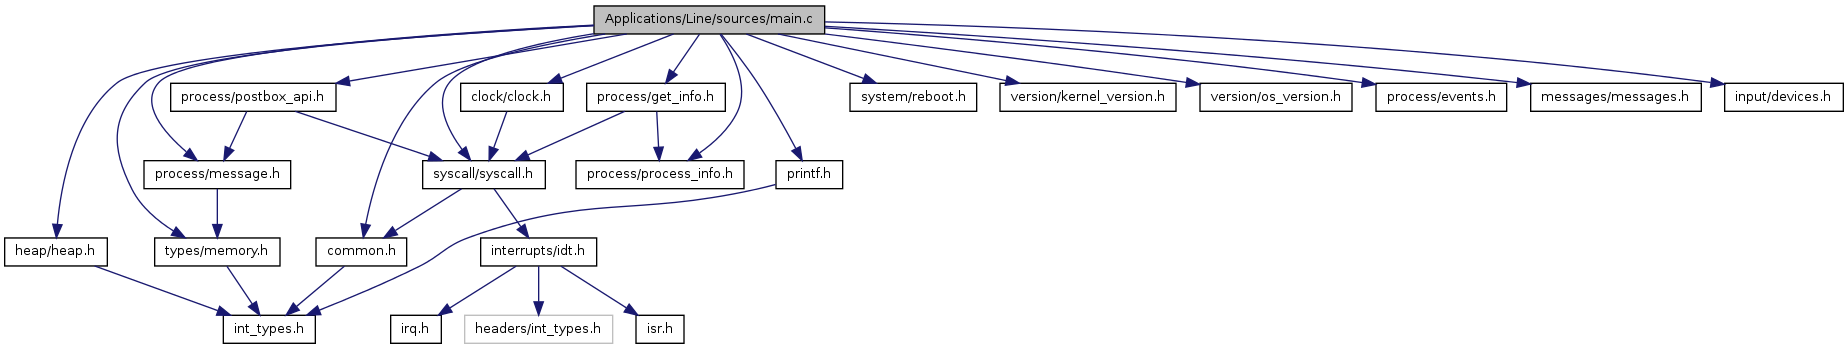 Applications/Line/sources/main.c
process/postbox_api.h
clock/clock.h
process/get_info.h
system/reboot.h
version/kernel_version.h
version/os_version.h
process/events.h
messages/messages.h
input/devices.h
process/message.h
syscall/syscall.h
process/process_info.h
printf.h
heap/heap.h
types/memory.h
common.h
interrupts/idt.h
int_types.h
irq.h
headers/int_types.h
isr.h